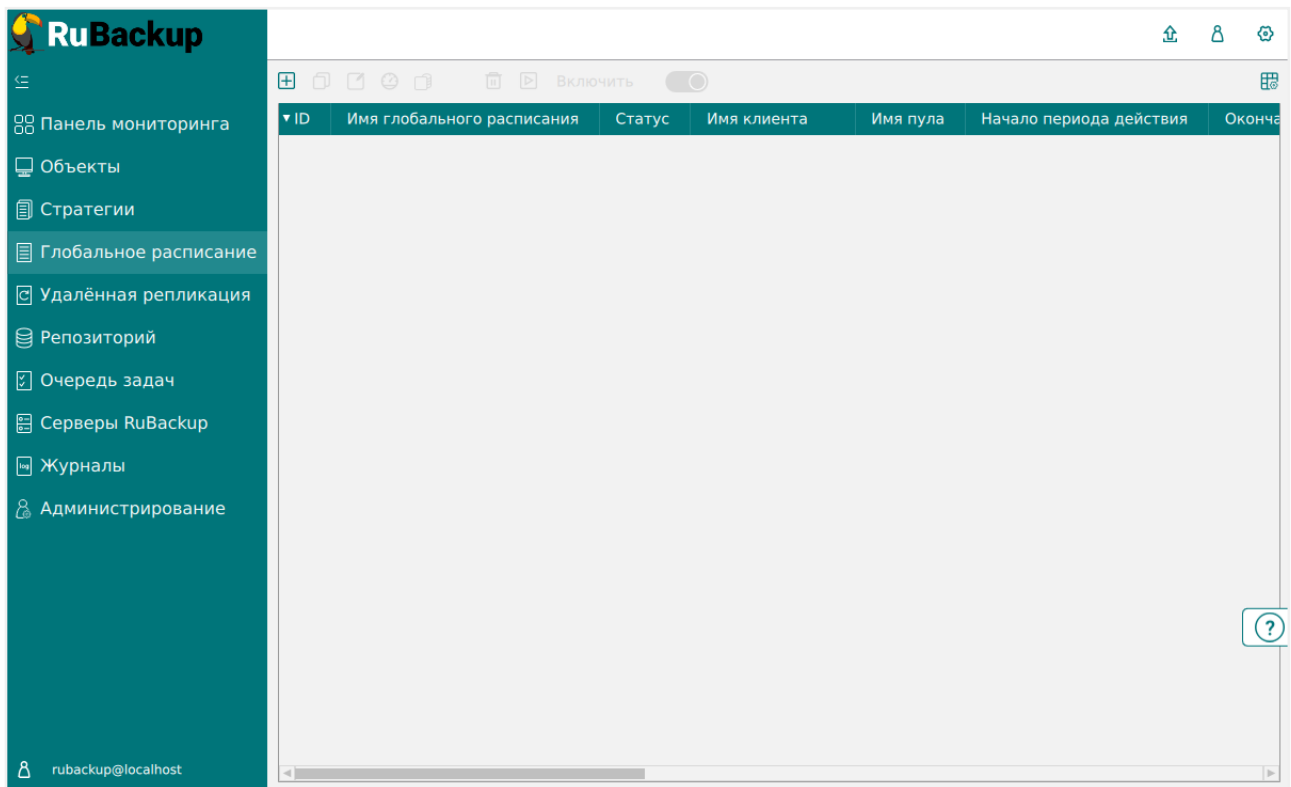 RuBackup
Включить
Панель мониторинга
Объекты
Стратегии
Глобальное расписание
Удалённая репликация
Репозиторий
Очередь задач
Серверы RuBackup
log Журналы
Администрирование
ID Имя глобального расписания Статус Имя клиента Имя пула Начало периода действия Оконча
?
rubackup@localhost